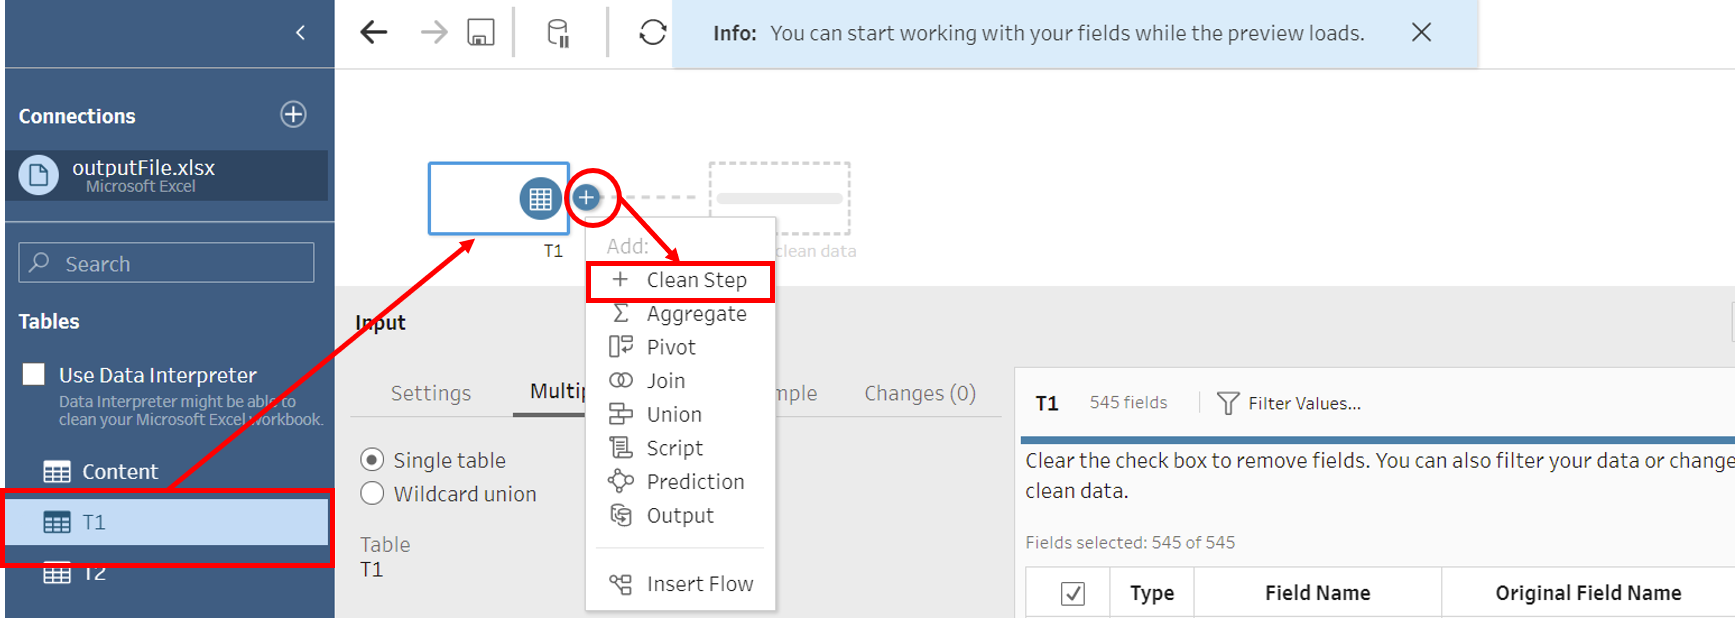 Info: You can start working with your fields while the preview loads.
Connections
outputFile.xlsx
Microsoft Excel
Search
Tables
Use Data Interpreter
Data Interpreter might be able to
clean your Microsoft Excel workbook.
Content
T1
T2
T1
clean data
Add:
Clean Step
Aggregate
Pivot
Join
Union
Script
Prediction
Output
Insert Flow
Input
Settings
Multip
mple
Changes (0)
Single table
Wildcard union
Table
T1
T1 545 fields Filter Values...
Clear the check box to remove fields. You can also filter your data or change
clean data.
Fields selected: 545 of 545
Type Field Name Original Field Name